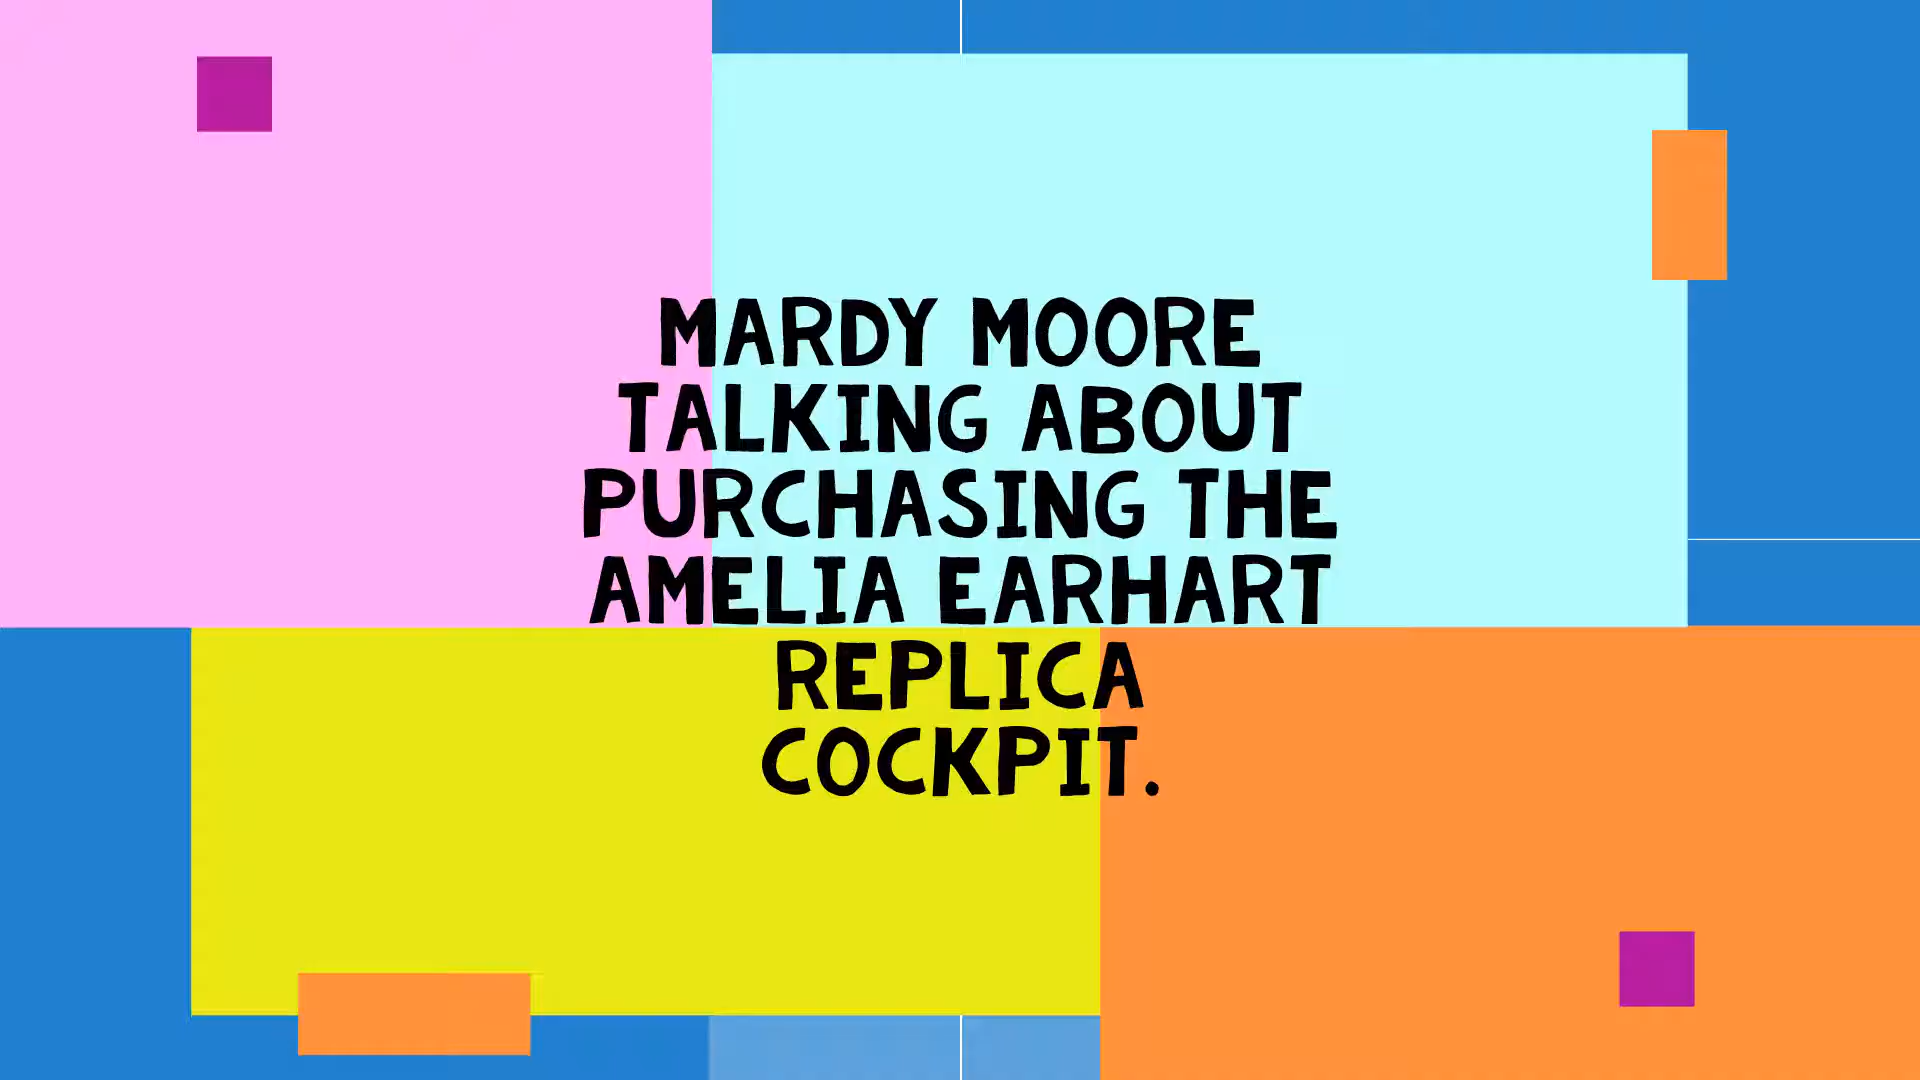 MARDY MOORE
TALKING ABOUT
PURCHASING THE
AMELIA EARHART
REPLICA
COCKPIT.